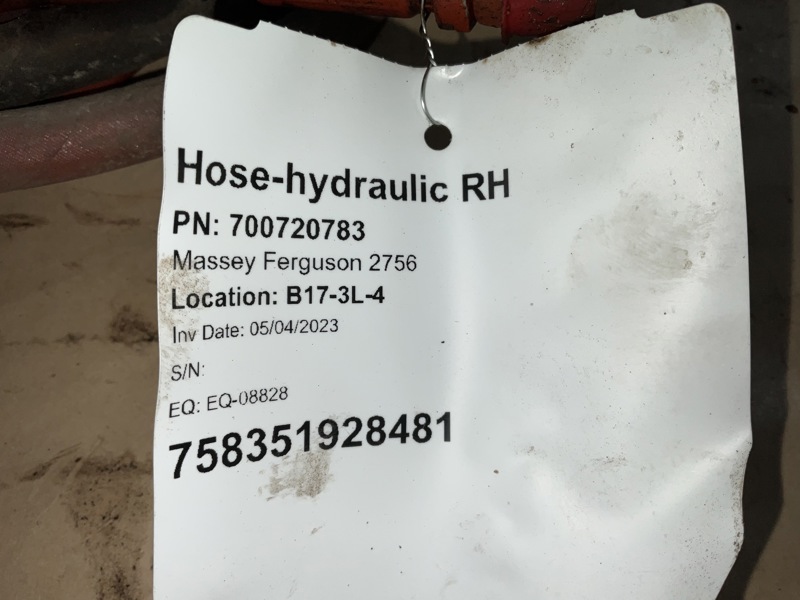 Hose-hydraulic RH
PN: 700720783
Massey Ferguson 2756
Location: B17-3L-4
Inv Date: 05/04/2023
S/N:
EQ: EQ-08828
758351928481